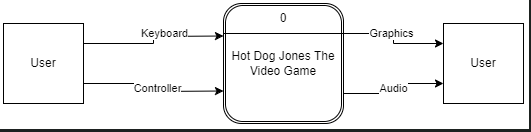 0
Keyboard
Graphics
User
Hot Dog Jones The
Video Game
User
Controller
Audio